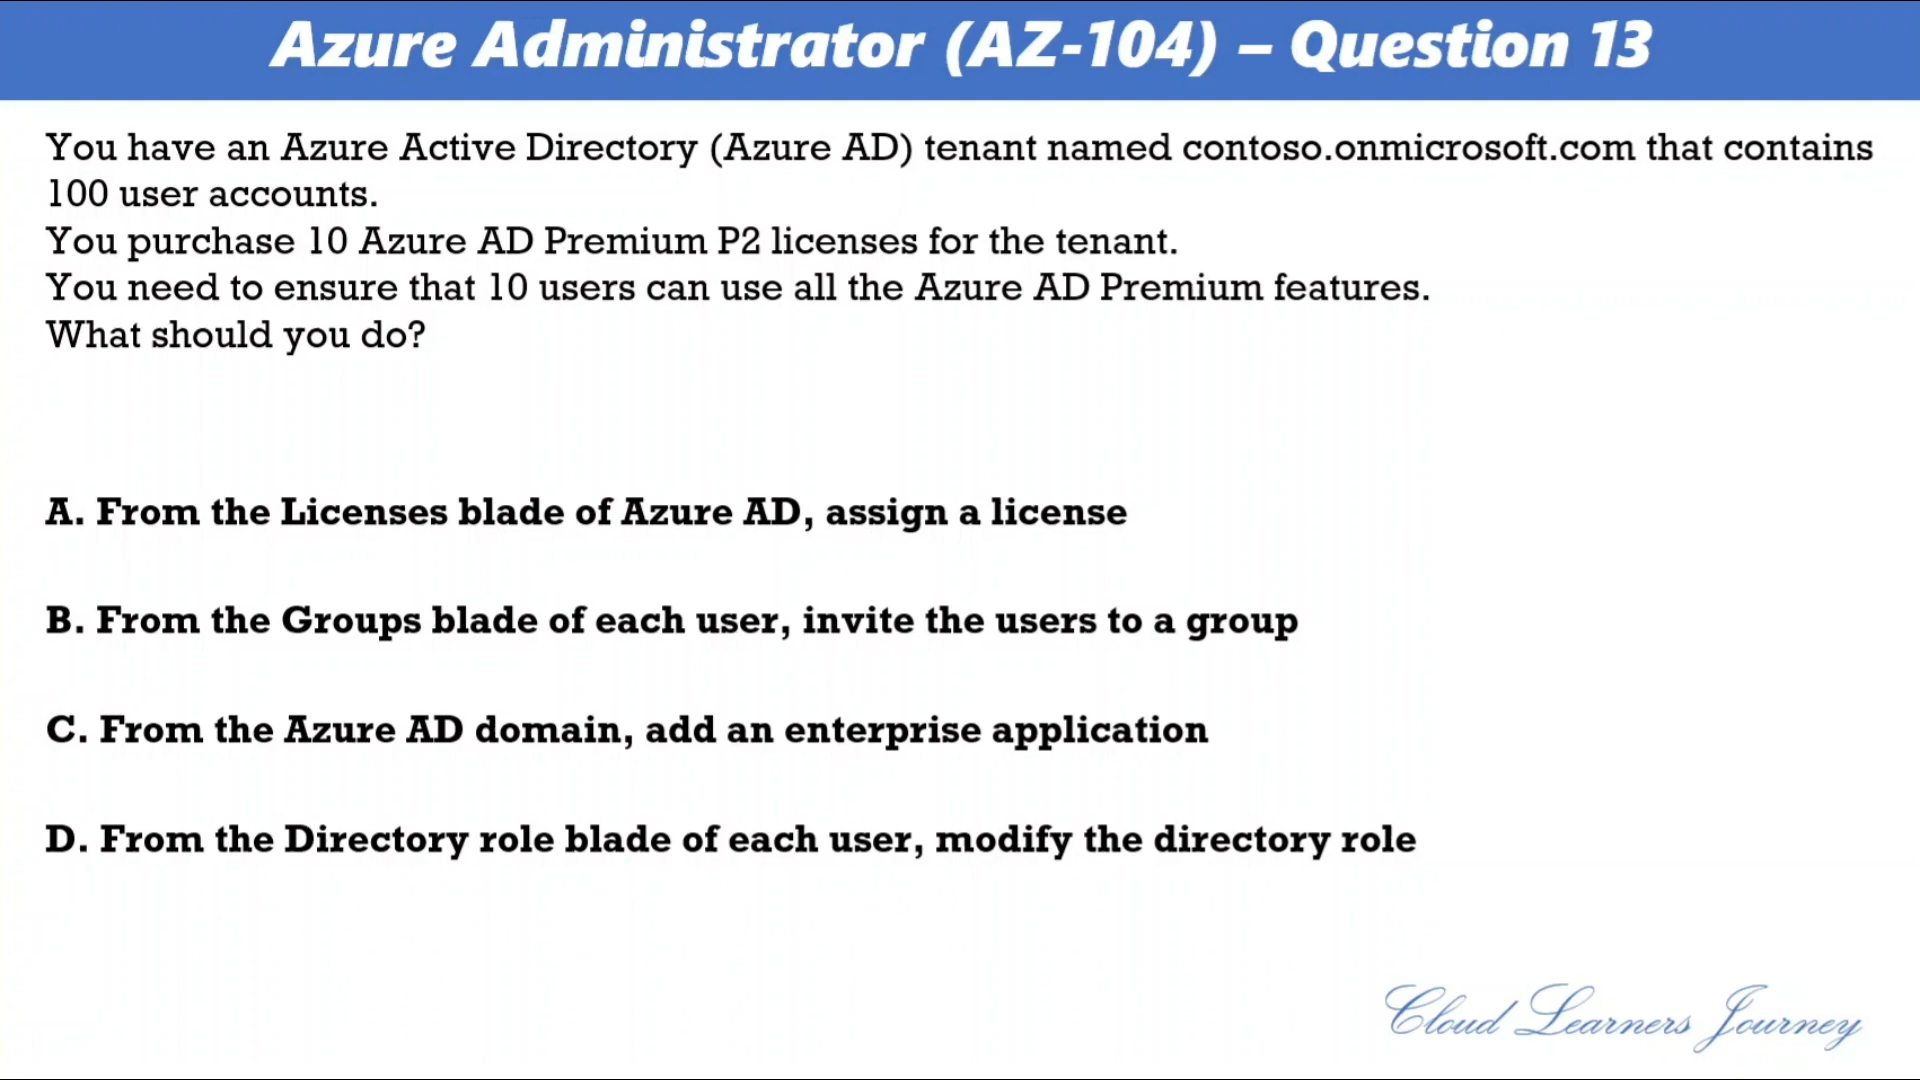 Azure Administrator (AZ-104) – Question 13
You have an Azure Active Directory (Azure AD) tenant named contoso.onmicrosoft.com that contains
100 user accounts.
You purchase 10 Azure AD Premium P2 licenses for the tenant.
You need to ensure that 10 users can use all the Azure AD Premium features.
What should you do?
A. From the Licenses blade of Azure AD, assign a license
B. From the Groups blade of each user, invite the users to a group
C. From the Azure AD domain, add an enterprise application
D. From the Directory role blade of each user, modify the directory role
Cloud Learners Journey